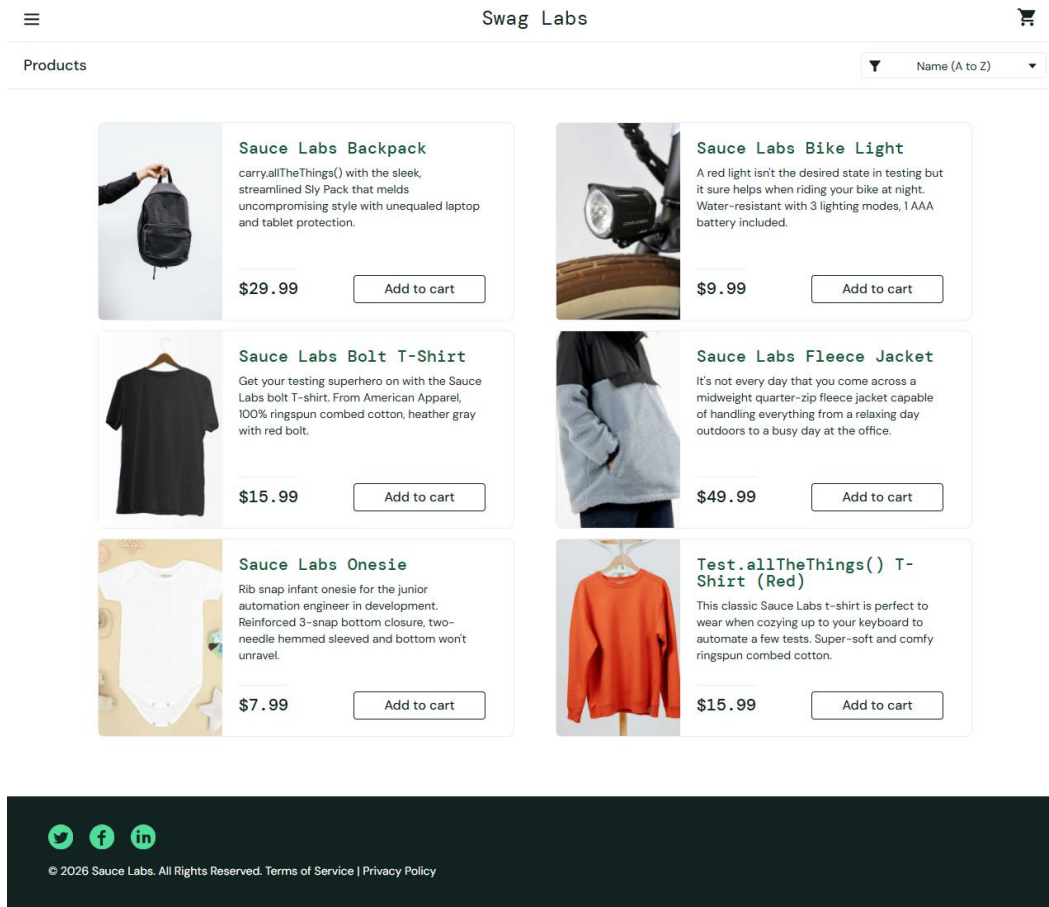 Swag Labs
Products
Name (A to Z)
Sauce Labs Backpack
carry.allTheThings() with the sleek,
streamlined Sly Pack that melds
uncompromising style with unequaled laptop
and tablet protection.
$29.99
Add to cart
Sauce Labs Bike Light
A red light isn't the desired state in testing but
it sure helps when riding your bike at night.
Water-resistant with 3 lighting modes, 1 AAA
battery included.
$9.99
Add to cart
Sauce Labs Bolt T-Shirt
Get your testing superhero on with the Sauce
Labs bolt T-shirt. From American Apparel,
100% ringspun combed cotton, heather gray
with red bolt.
$15.99
Add to cart
Sauce Labs Fleece Jacket
It's not every day that you come across a
midweight quarter-zip fleece jacket capable
of handling everything from a relaxing day
outdoors to a busy day at the office.
$49.99
Add to cart
Sauce Labs Onesie
Rib snap infant onesie for the junior
automation engineer in development.
Reinforced 3-snap bottom closure, two-
needle hemmed sleeved and bottom won't
unravel.
$7.99
Add to cart
Test.allTheThings() T-
Shirt (Red)
This classic Sauce Labs t-shirt is perfect to
wear when cozying up to your keyboard to
automate a few tests. Super-soft and comfy
ringspun combed cotton.
$15.99
Add to cart
© 2026 Sauce Labs. All Rights Reserved. Terms of Service | Privacy Policy